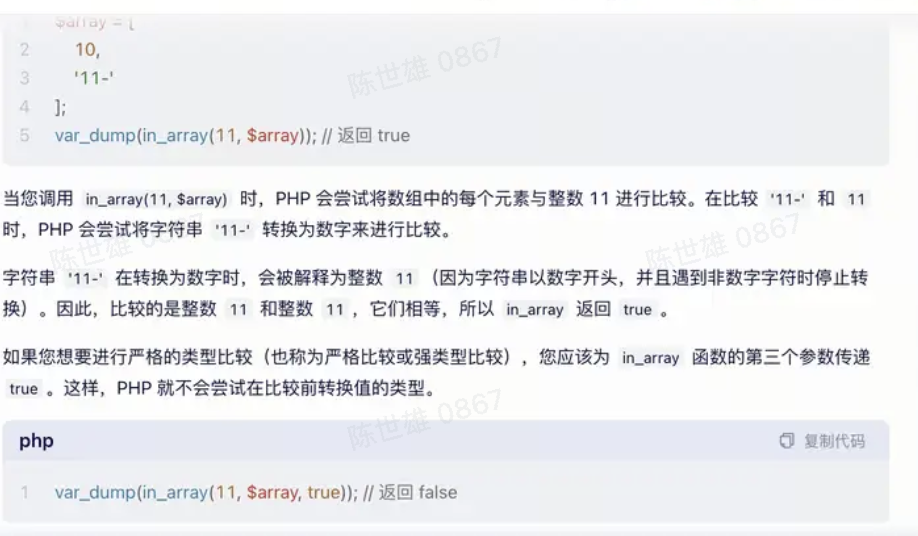 $array = [
2 10,
3 '11-'
4 ];
5 var_dump(in_array(11, $array)); // 返回 true
当您调用 in_array(11, $array) 时，PHP 会尝试将数组中的每个元素与整数 11 进行比较。在比较 '11-' 和 11
时，PHP 会尝试将字符串 '11-' 转换为数字来进行比较。
字符串 '11-' 在转换为数字时，会被解释为整数 11 （因为字符串以数字开头，并且遇到非数字字符时停止转
换）。因此，比较的是整数 11 和整数 11 ，它们相等，所以 in_array 返回 true 。
如果您想要进行严格的类型比较（也称为严格比较或强类型比较），您应该为 in_array 函数的第三个参数传递
true 。这样，PHP 就不会尝试在比较前转换值的类型。
php 复制代码
1 var_dump(in_array(11, $array, true)); // 返回 false
陈世雄 0867
陈世雄 0867
陈世雄 0867
陈世雄 0867